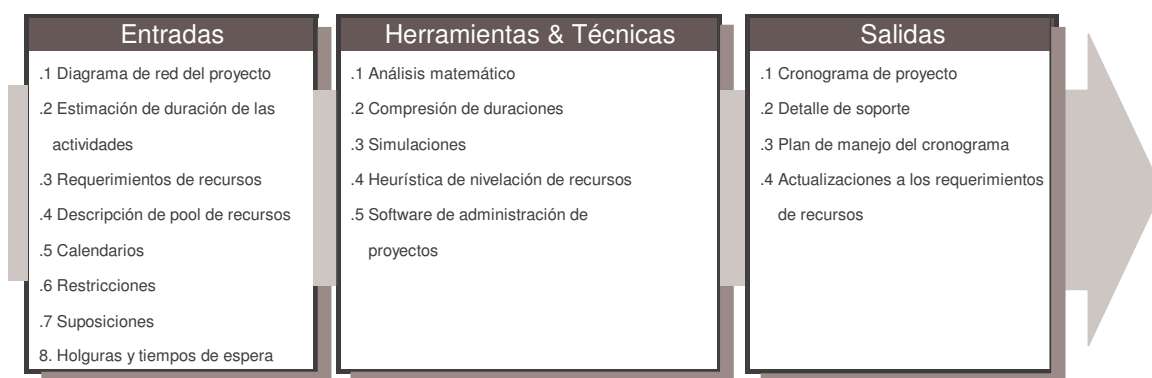 Entradas
.1 Diagrama de red del proyecto
.2 Estimación de duración de las
actividades
.3 Requerimientos de recursos
.4 Descripción de pool de recursos
.5 Calendarios
.6 Restricciones
.7 Suposiciones
8. Holguras y tiempos de espera
Herramientas & Técnicas
.1 Análisis matemático
.2 Compresión de duraciones
.3 Simulaciones
.4 Heurística de nivelación de recursos
.5 Software de administración de
proyectos
Salidas
.1 Cronograma de proyecto
.2 Detalle de soporte
.3 Plan de manejo del cronograma
.4 Actualizaciones a los requerimientos
de recursos